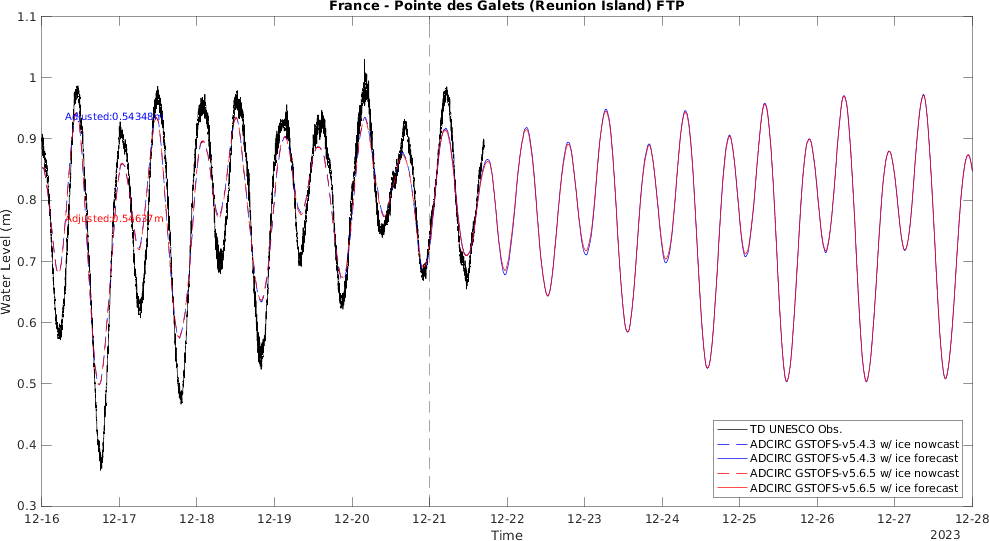 France - Pointe des Galets (Reunion Island) FTP
1.1
1
0.9
0.8
0.7
0.6
0.5
0.4
0.3
Water Level (m)
Adjusted:0.54348m
Adjusted:0.54637m
TD UNESCO Obs.
ADCIRC GSTOFS-v5.4.3 w/ ice nowcast
ADCIRC GSTOFS-v5.4.3 w/ ice forecast
ADCIRC GSTOFS-v5.6.5 w/ ice nowcast
ADCIRC GSTOFS-v5.6.5 w/ ice forecast
12-16 12-17 12-18 12-19 12-20 12-21 12-22 12-23 12-24 12-25 12-26 12-27 12-28
Time
2023